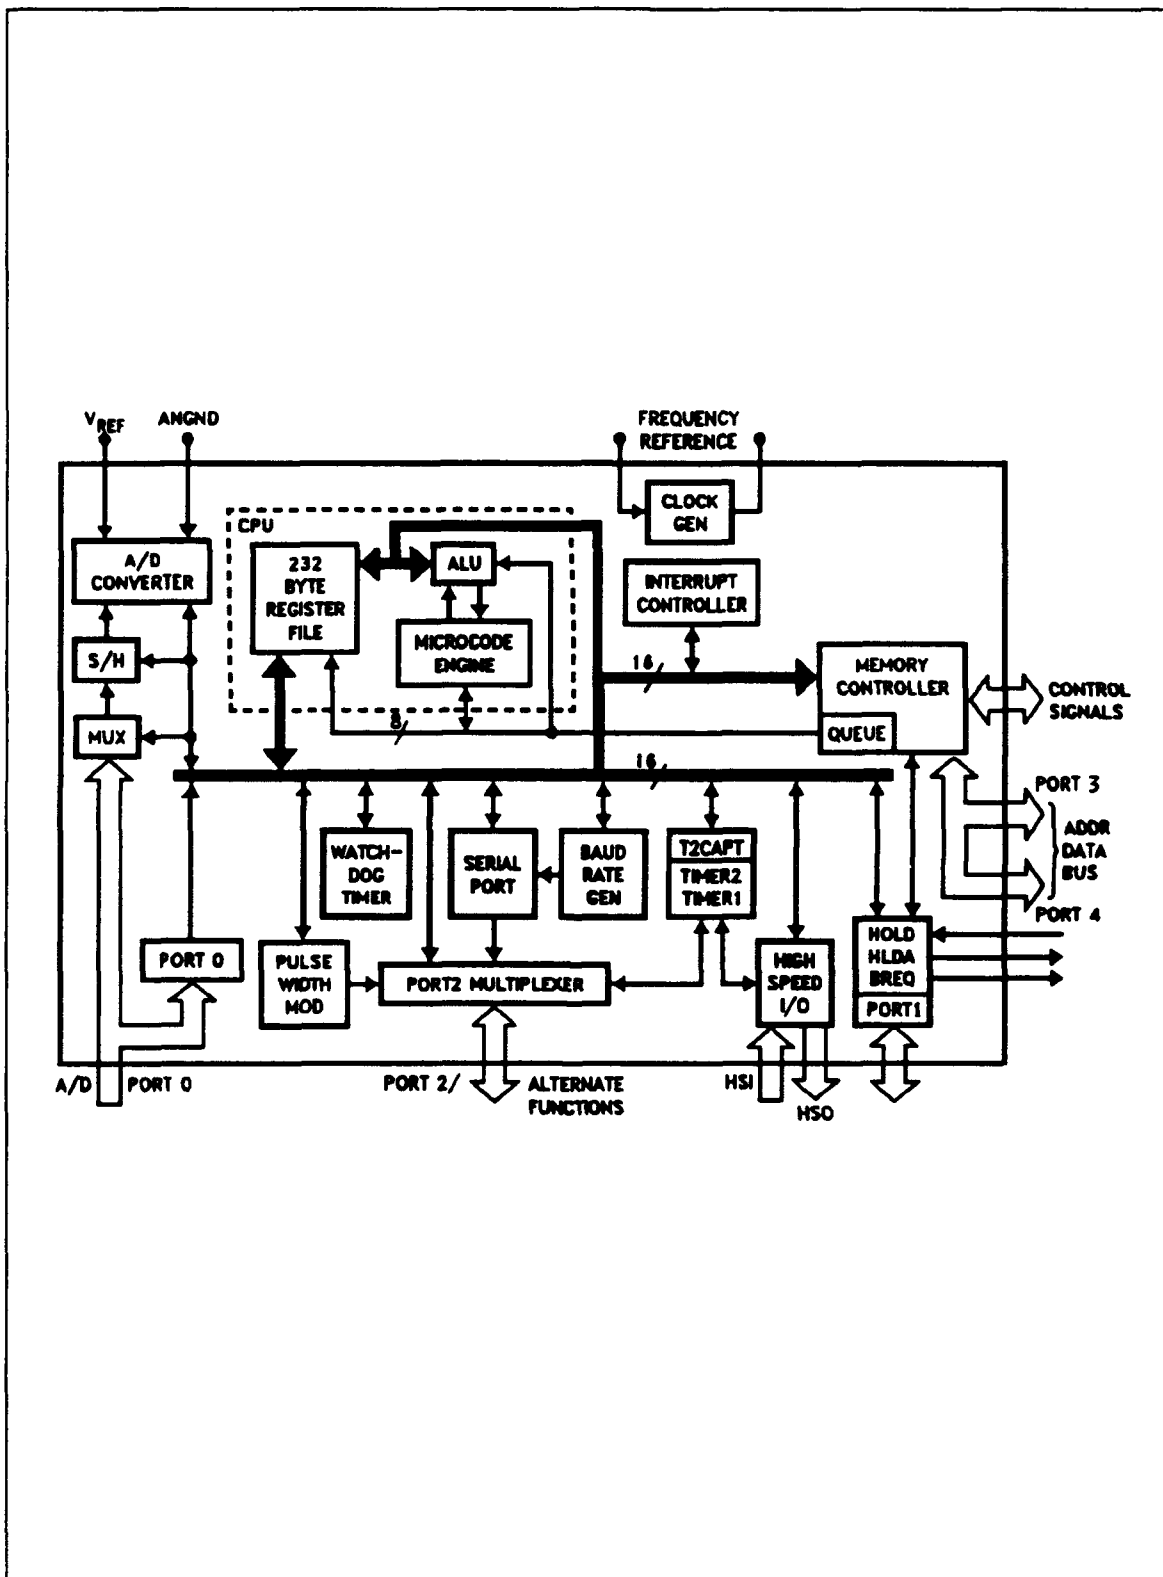 VREF
ANGND
FREQUENCY
REFERENCE
CLOCK
GEN
CPU
A/D
CONVERTER
232
BYTE
REGISTER
FILE
ALU
INTERRUPT
CONTROLLER
S/H
MICROCODE
ENGINE
16
MEMORY
CONTROLLER
CONTROL
SIGNALS
MUX
8
QUEUE
16
PORT 3
WATCH-
DOG
TIMER
SERIAL
PORT
BAUD
RATE
GEN
T2CAPT
TIMER2
TIMER1
ADDR
DATA
BUS
PORT 4
PORT 0
PULSE
WIDTH
MOD
PORT2 MULTIPLEXER
HIGH
SPEED
I/O
HOLD
HLDA
BREQ
PORT1
A/D
PORT 0
PORT 2/
ALTERNATE
FUNCTIONS
HSI
HSO